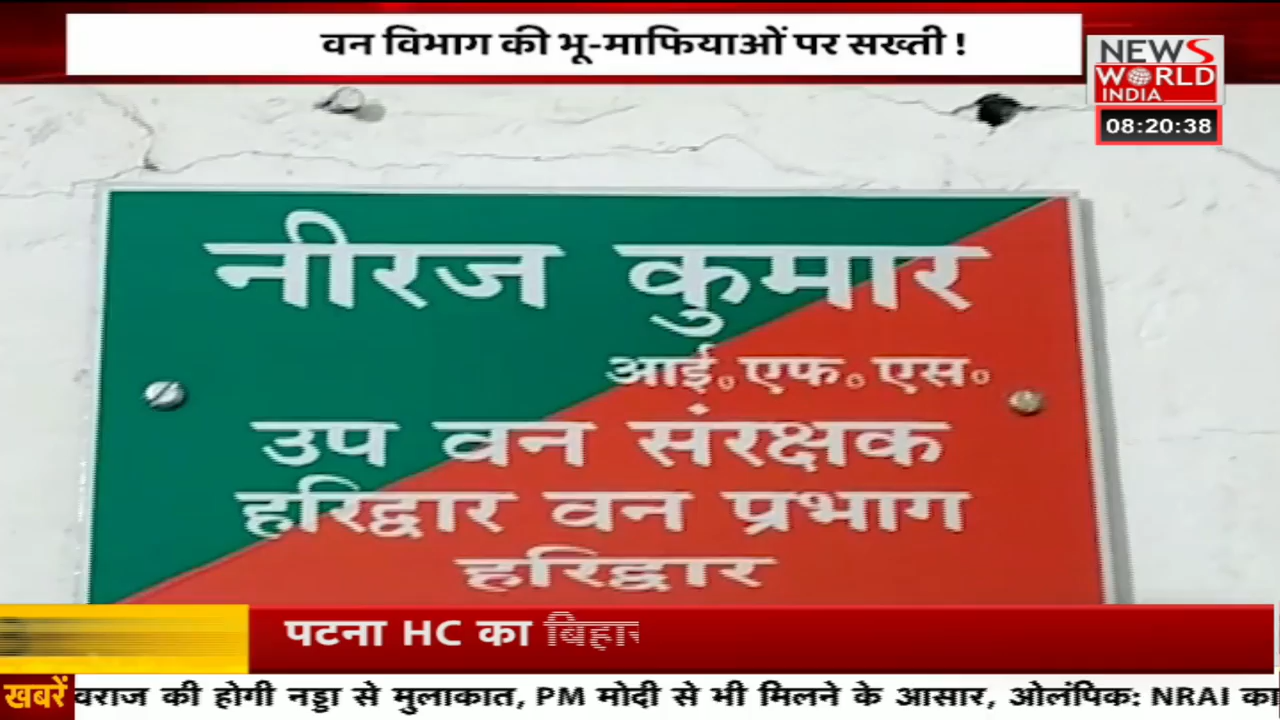 वन विभाग की भू-माफियाओं पर सख्ती !
NEWS
WORLD
INDIA
08:20:38
नीरज कुमार
आई॰एफ॰एस॰
उप वन संरक्षक
हरिद्वार वन प्रभाग
हरिद्वार
पटना HC का बिहार
खबरें वराज की होगी नड्डा से मुलाकात, PM मोदी से भी मिलने के आसार, ओलंपिक: NRAI का